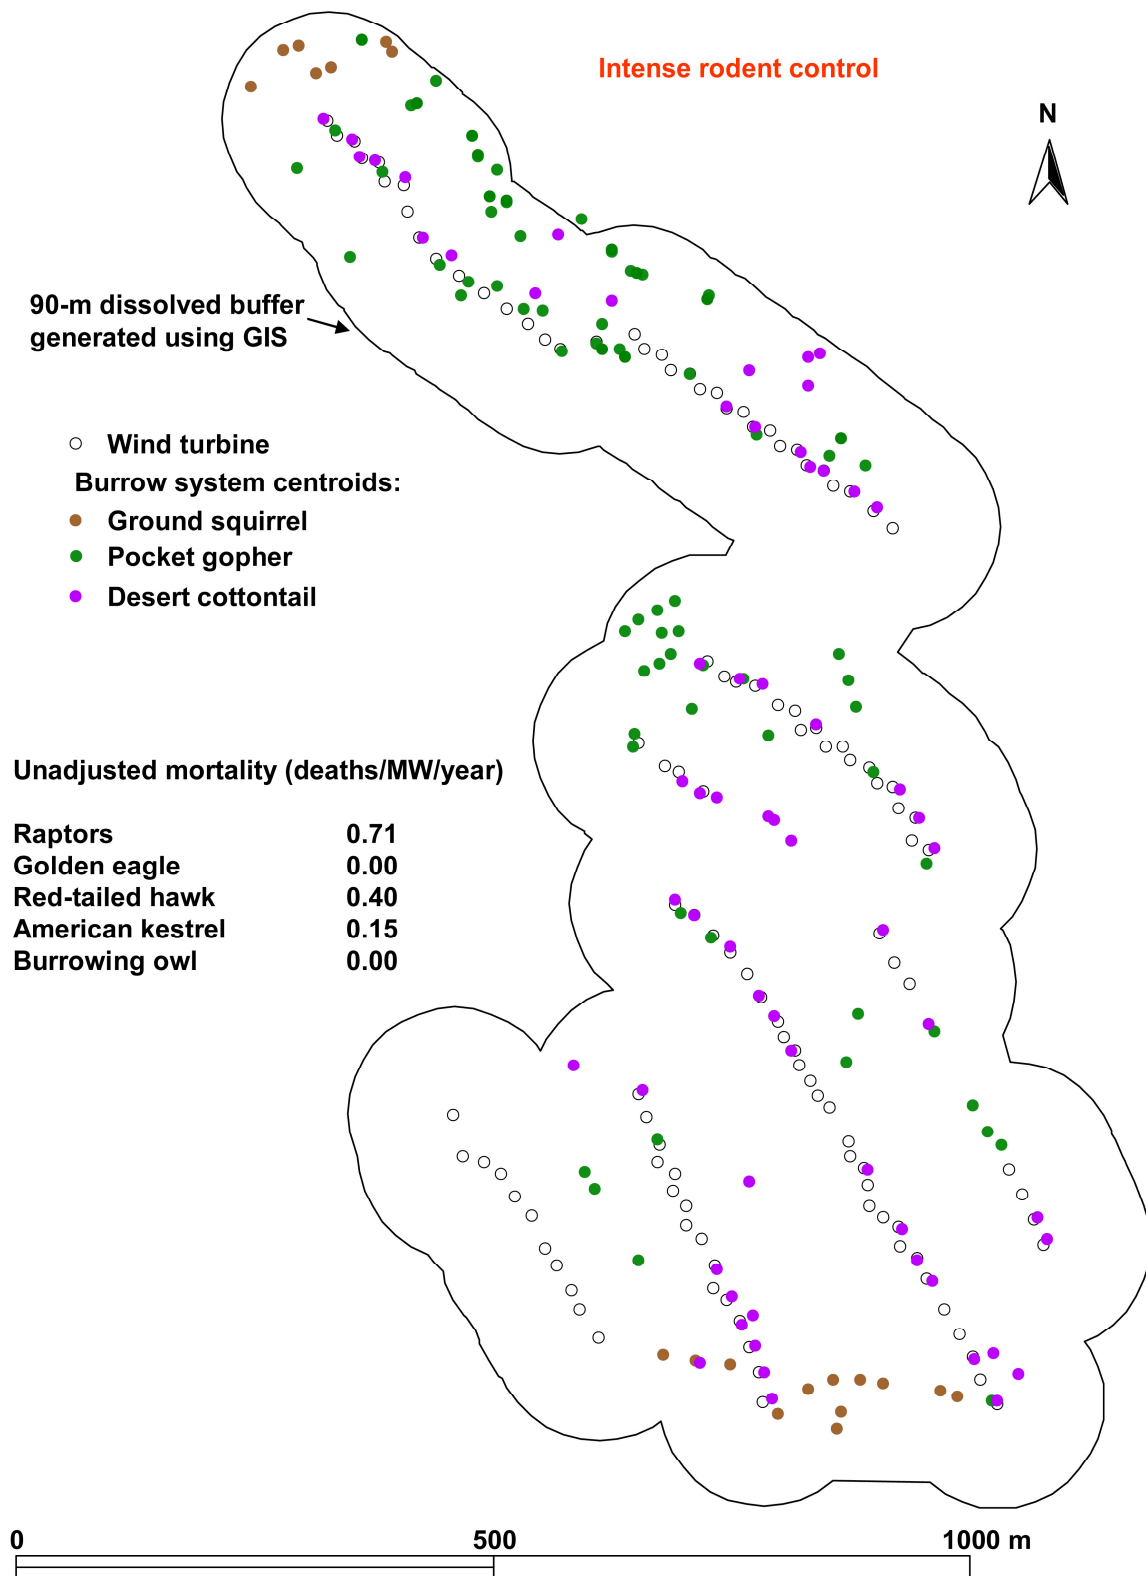 Intense rodent control
N
90-m dissolved buffer
generated using GIS
Wind turbine
Burrow system centroids:
Ground squirrel
Pocket gopher
Desert cottontail
Unadjusted mortality (deaths/MW/year)
Raptors 0.71
Golden eagle 0.00
Red-tailed hawk 0.40
American kestrel 0.15
Burrowing owl 0.00
0 500 1000 m